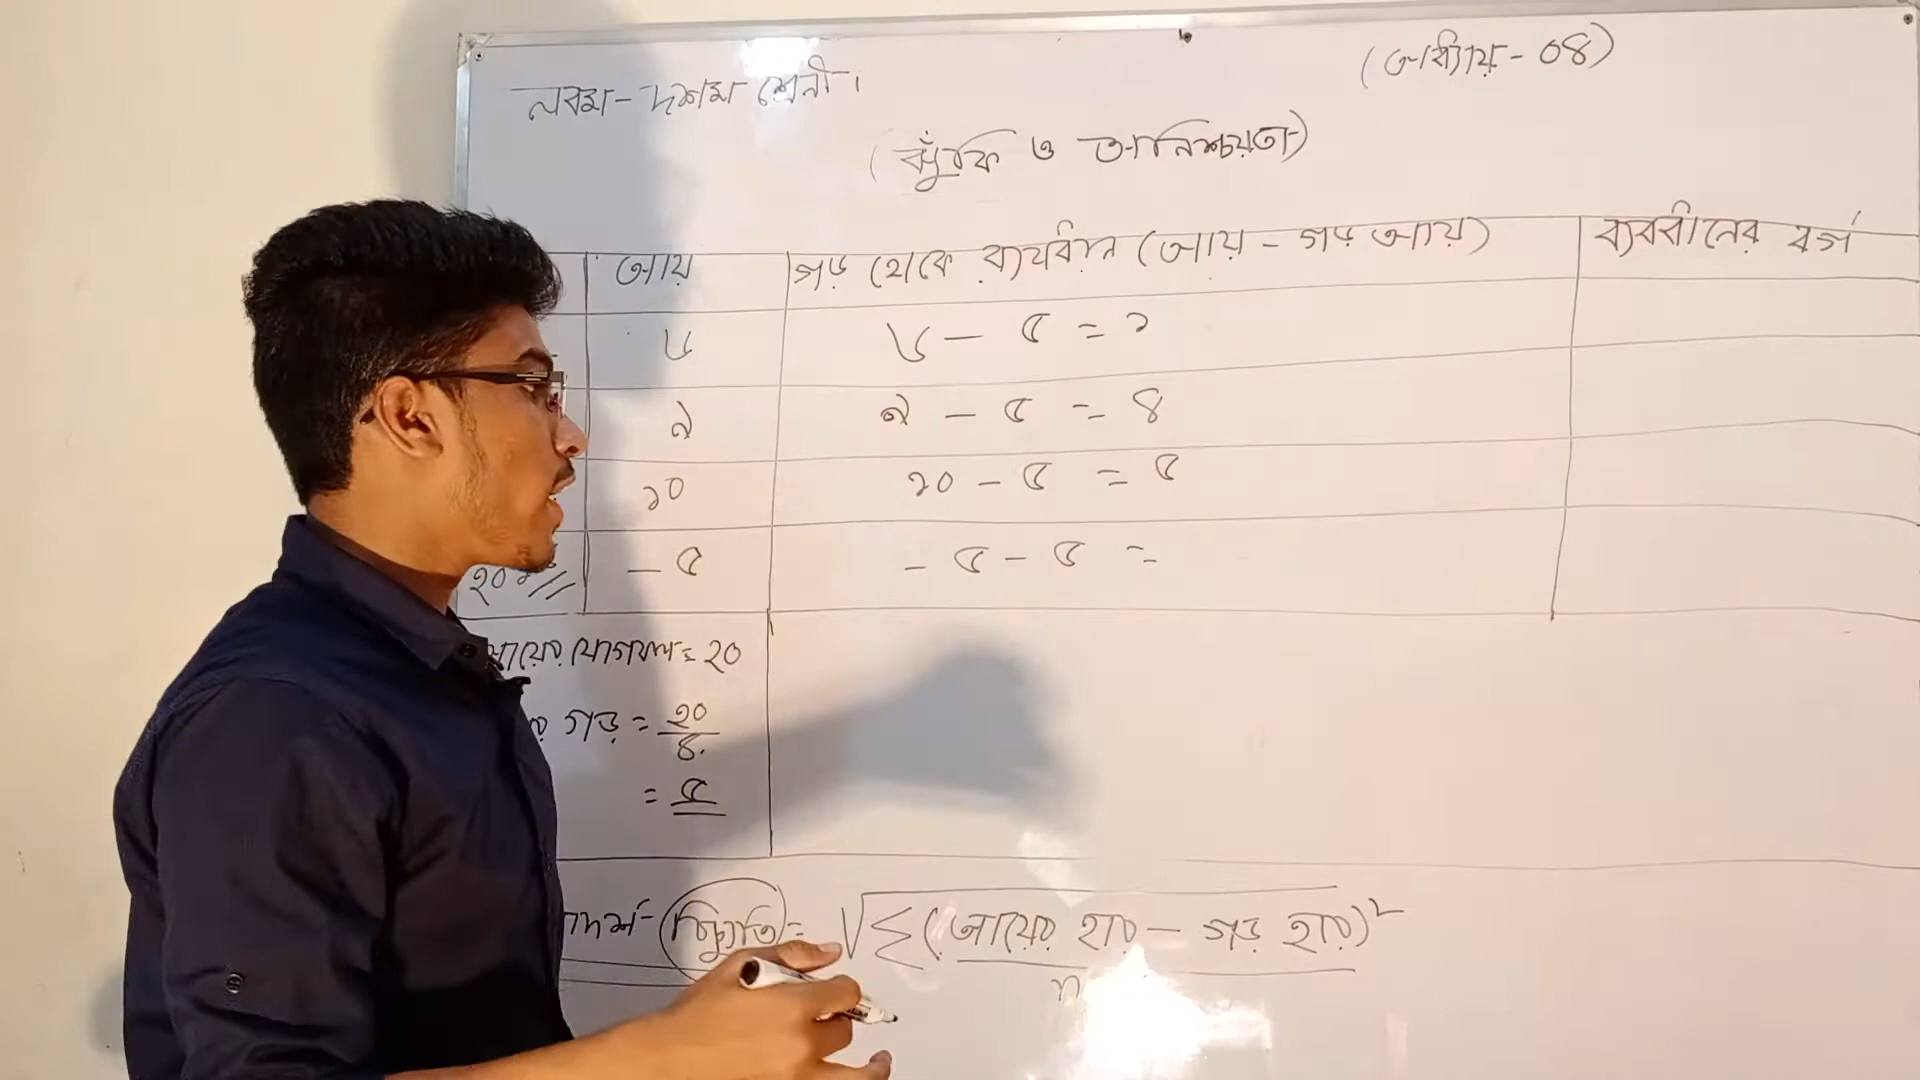 নবম-দশম শ্রেনী।
(অধ্যায়-০৪)
(ঝুঁকি ও অনিশ্চয়তা)
আয় গড় থেকে ব্যবধান (আয় - গড় আয়) ব্যবধানের বর্গ
৬ ৬ - ৫ = ১
৯ ৯ - ৫ = ৪
১০ ১০ - ৫ = ৫
- ৫ - ৫ - ৫ =
আয়ের যোগফল = ২০
গড় = ২০/৪
= ৫
বিচ্যুতি = √Σ(আয়ের হার - গড় হার)²
n